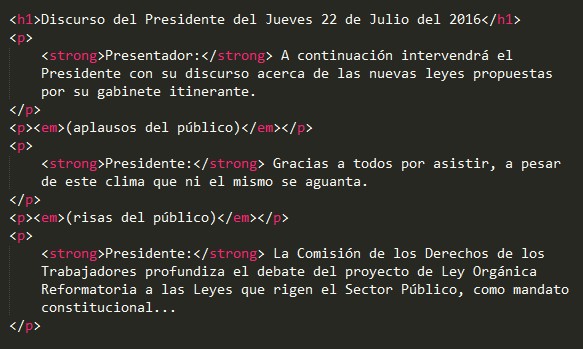 <h1>Discurso del Presidente del Jueves 22 de Julio del 2016</h1>
<p>
<strong>Presentador:</strong> A continuación intervendrá el
Presidente con su discurso acerca de las nuevas leyes propuestas
por su gabinete itinerante.
</p>
<p><em>(aplausos del público)</em></p>
<p>
<strong>Presidente:</strong> Gracias a todos por asistir, a pesar
de este clima que ni el mismo se aguanta.
</p>
<p><em>(risas del público)</em></p>
<p>
<strong>Presidente:</strong> La Comisión de los Derechos de los
Trabajadores profundiza el debate del proyecto de Ley Orgánica
Reformatoria a las Leyes que rigen el Sector Público, como mandato
constitucional...
</p>